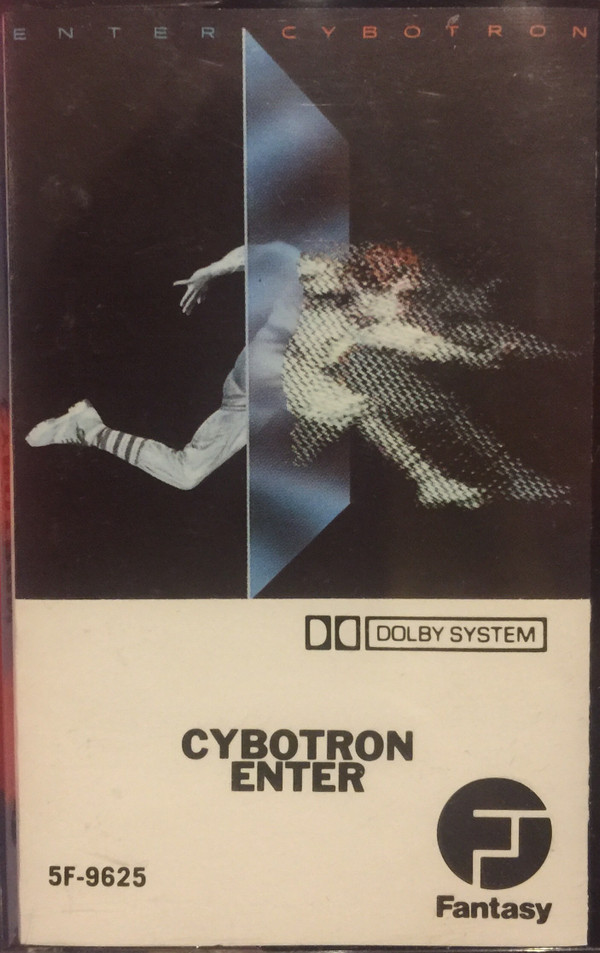 ENTER CYBOTRON
DOLBY SYSTEM
CYBOTRON
ENTER
5F-9625
Fantasy